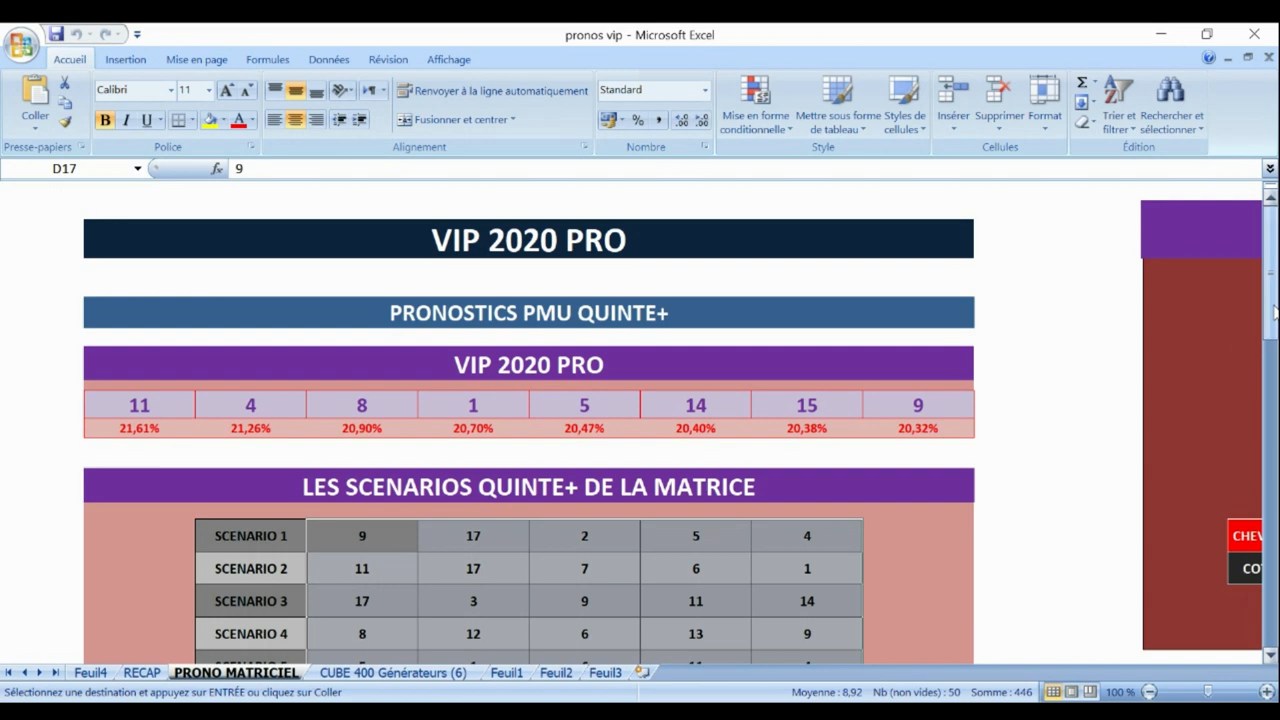 pronos vip - Microsoft Excel
Accueil Insertion Mise en page Formules Données Révision Affichage
Calibri 11 Renvoyer à la ligne automatiquement Standard
Coller G I U A Fusionner et centrer % Mise en forme conditionnelle Mettre sous forme de tableau Styles de cellules Insérer Supprimer Format Trier et filtrer Rechercher et sélectionner
Presse-papiers Police Alignement Nombre Style Cellules Édition
D17 fx 9
VIP 2020 PRO
PRONOSTICS PMU QUINTE+
VIP 2020 PRO
11 4 8 1 5 14 15 9
21,61% 21,26% 20,90% 20,70% 20,47% 20,40% 20,38% 20,32%
LES SCENARIOS QUINTE+ DE LA MATRICE
SCENARIO 1 9 17 2 5 4
CHEV
SCENARIO 2 11 17 7 6 1
CO
SCENARIO 3 17 3 9 11 14
SCENARIO 4 8 12 6 13 9
Feuil4 RECAP PRONO MATRICIEL CUBE 400 Générateurs (6) Feuil1 Feuil2 Feuil3
Sélectionnez une destination et appuyez sur ENTRÉE ou cliquez sur Coller Moyenne : 8,92 Nb (non vides) : 50 Somme : 446 100 %